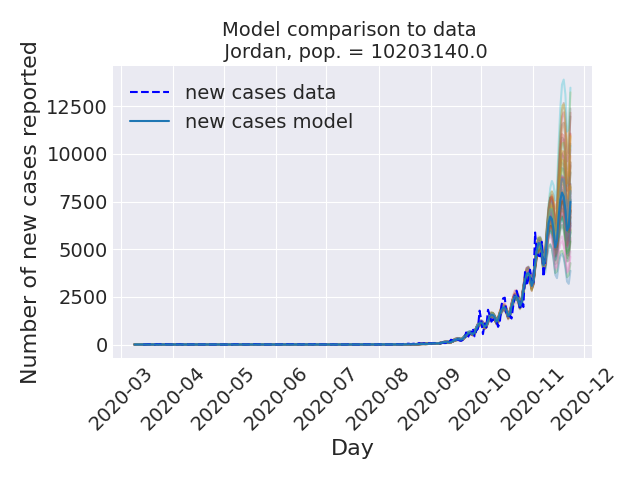 Model comparison to data
Jordan, pop. = 10203140.0
Number of new cases reported
12500
10000
7500
5000
2500
0
new cases data
new cases model
2020-03
2020-04
2020-05
2020-06
2020-07
2020-08
2020-09
2020-10
2020-11
2020-12
Day